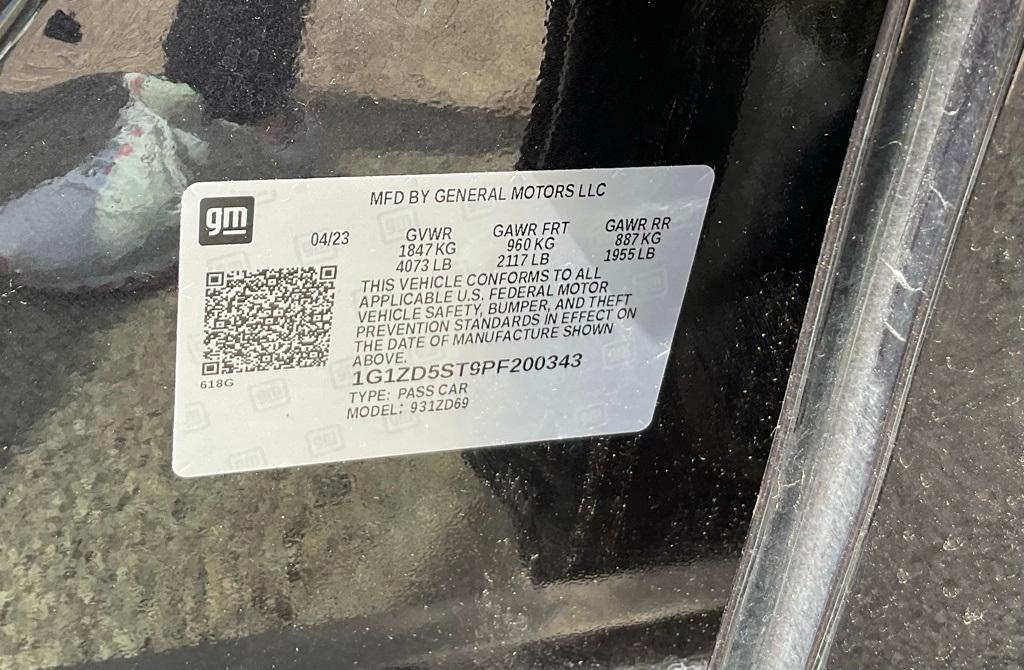 MFD BY GENERAL MOTORS LLC
gm
04/23 GVWR GAWR FRT GAWR RR
1847 KG 960 KG 887 KG
4073 LB 2117 LB 1955 LB
THIS VEHICLE CONFORMS TO ALL
APPLICABLE U.S. FEDERAL MOTOR
VEHICLE SAFETY, BUMPER, AND THEFT
PREVENTION STANDARDS IN EFFECT ON
THE DATE OF MANUFACTURE SHOWN
ABOVE.
618G
1G1ZD5ST9PF200343
TYPE: PASS CAR
MODEL: 931ZD69